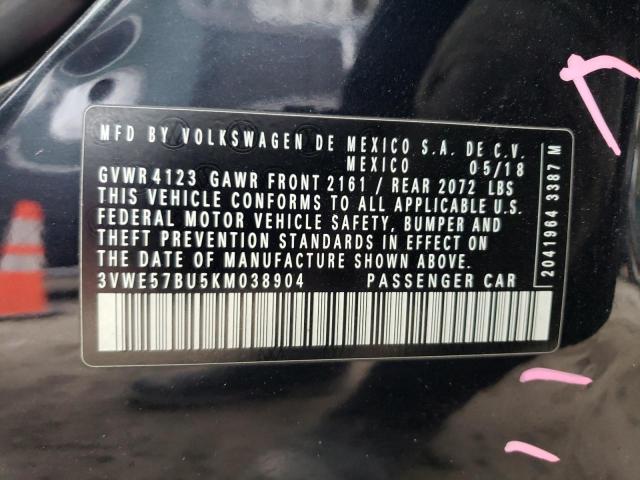 MFD BY VOLKSWAGEN DE MEXICO S.A. DE C.V.
MEXICO 05/18
GVWR 4123 GAWR FRONT 2161 / REAR 2072 LBS
THIS VEHICLE CONFORMS TO ALL APPLICABLE U.S.
FEDERAL MOTOR VEHICLE SAFETY, BUMPER AND
THEFT PREVENTION STANDARDS IN EFFECT ON
THE DATE OF MANUFACTURE SHOWN ABOVE.
3VWE57BU5KM038904 PASSENGER CAR
2041964 3387 M